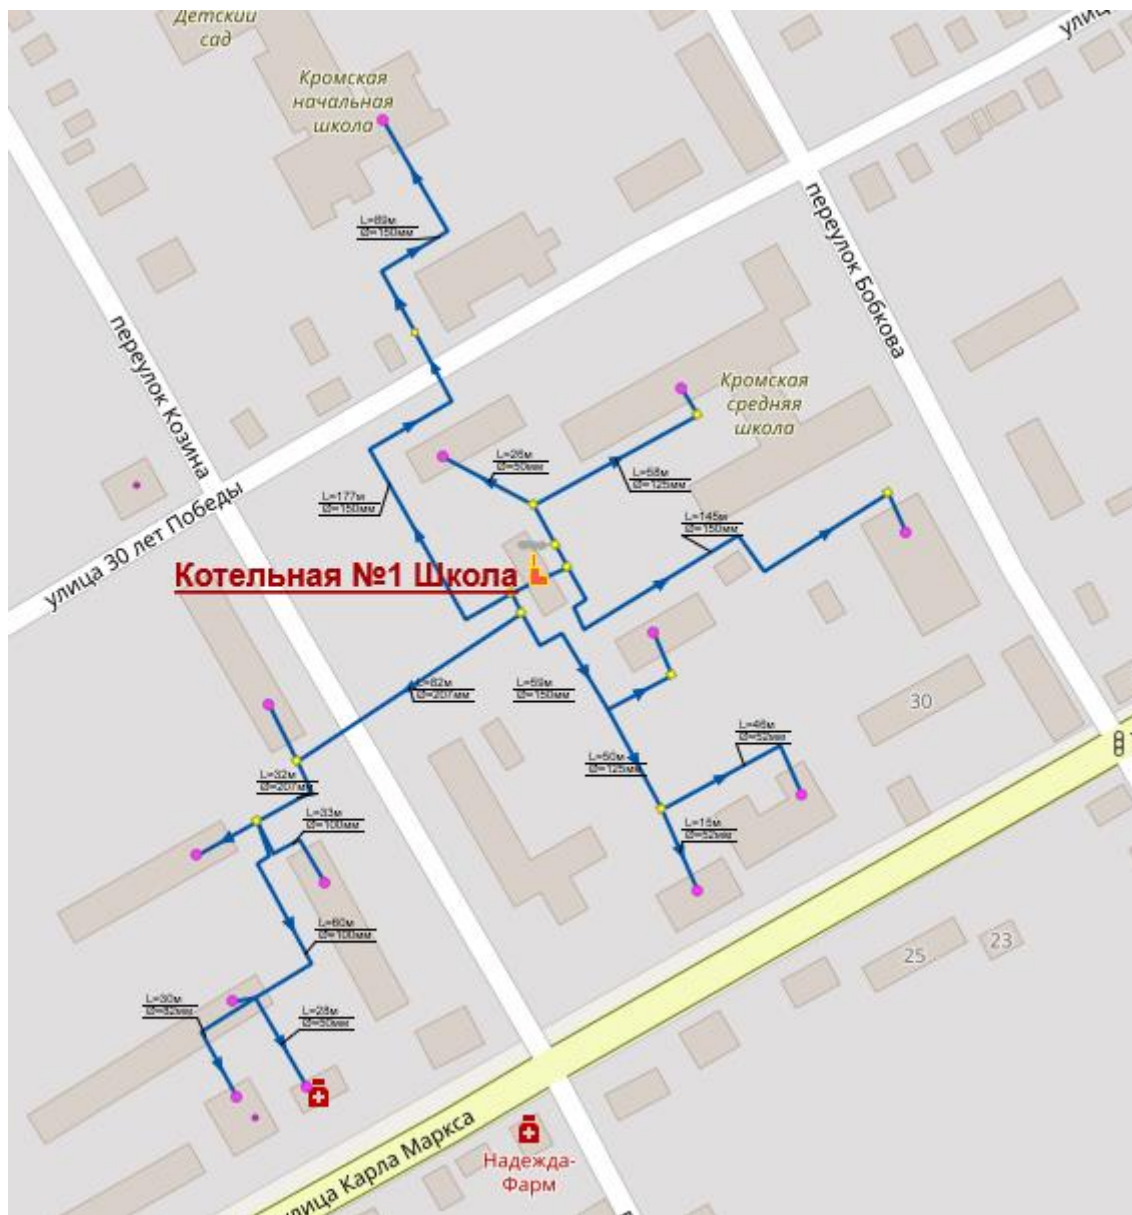 Детский
сад
улиц
Кромская
начальная
школа
L=89м
Ø=150мм
переулок Бобкова
переулок Козина
Кромская
средняя
школа
L=26м
Ø=50мм
L=58м
Ø=125мм
L=177м
Ø=150мм
L=145м
Ø=150мм
улица 30 лет Победы
Котельная №1 Школа
L=82м
Ø=207мм
L=59м
Ø=150мм
30
L=46м
Ø=52мм
L=50м
Ø=125мм
L=32м
Ø=207мм
L=33м
Ø=100мм
L=15м
Ø=52мм
L=60м
Ø=100мм
25
23
L=30м
Ø=82мм
L=28м
Ø=50мм
улица Карла Маркса
Надежда-
Фарм